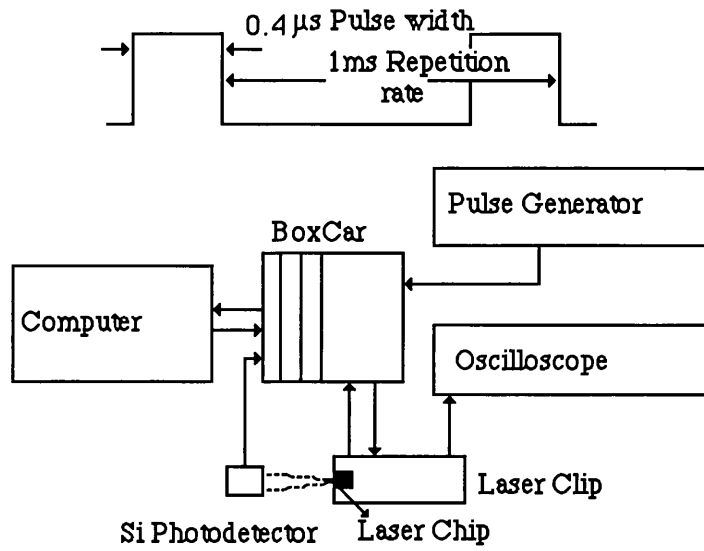 0.4 µs Pulse width
1ms Repetition
rate
Pulse Generator
BoxCar
Computer
Oscilloscope
Laser Clip
Si Photodetector
Laser Chip